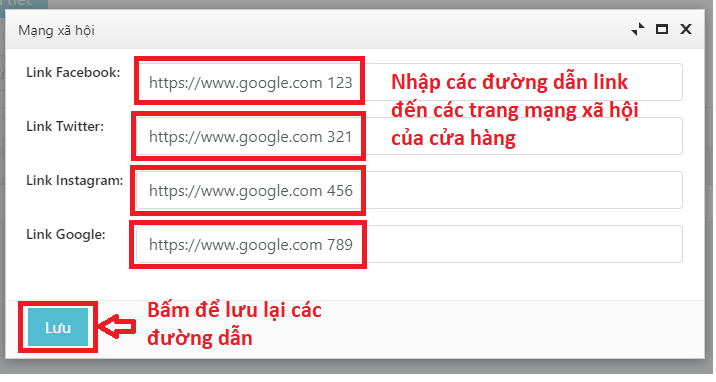 Mạng xã hội
Link Facebook:
https://www.google.com 123
Nhập các đường dẫn link
đến các trang mạng xã hội
của cửa hàng
Link Twitter:
https://www.google.com 321
Link Instagram:
https://www.google.com 456
Link Google:
https://www.google.com 789
Lưu
Bấm để lưu lại các
đường dẫn